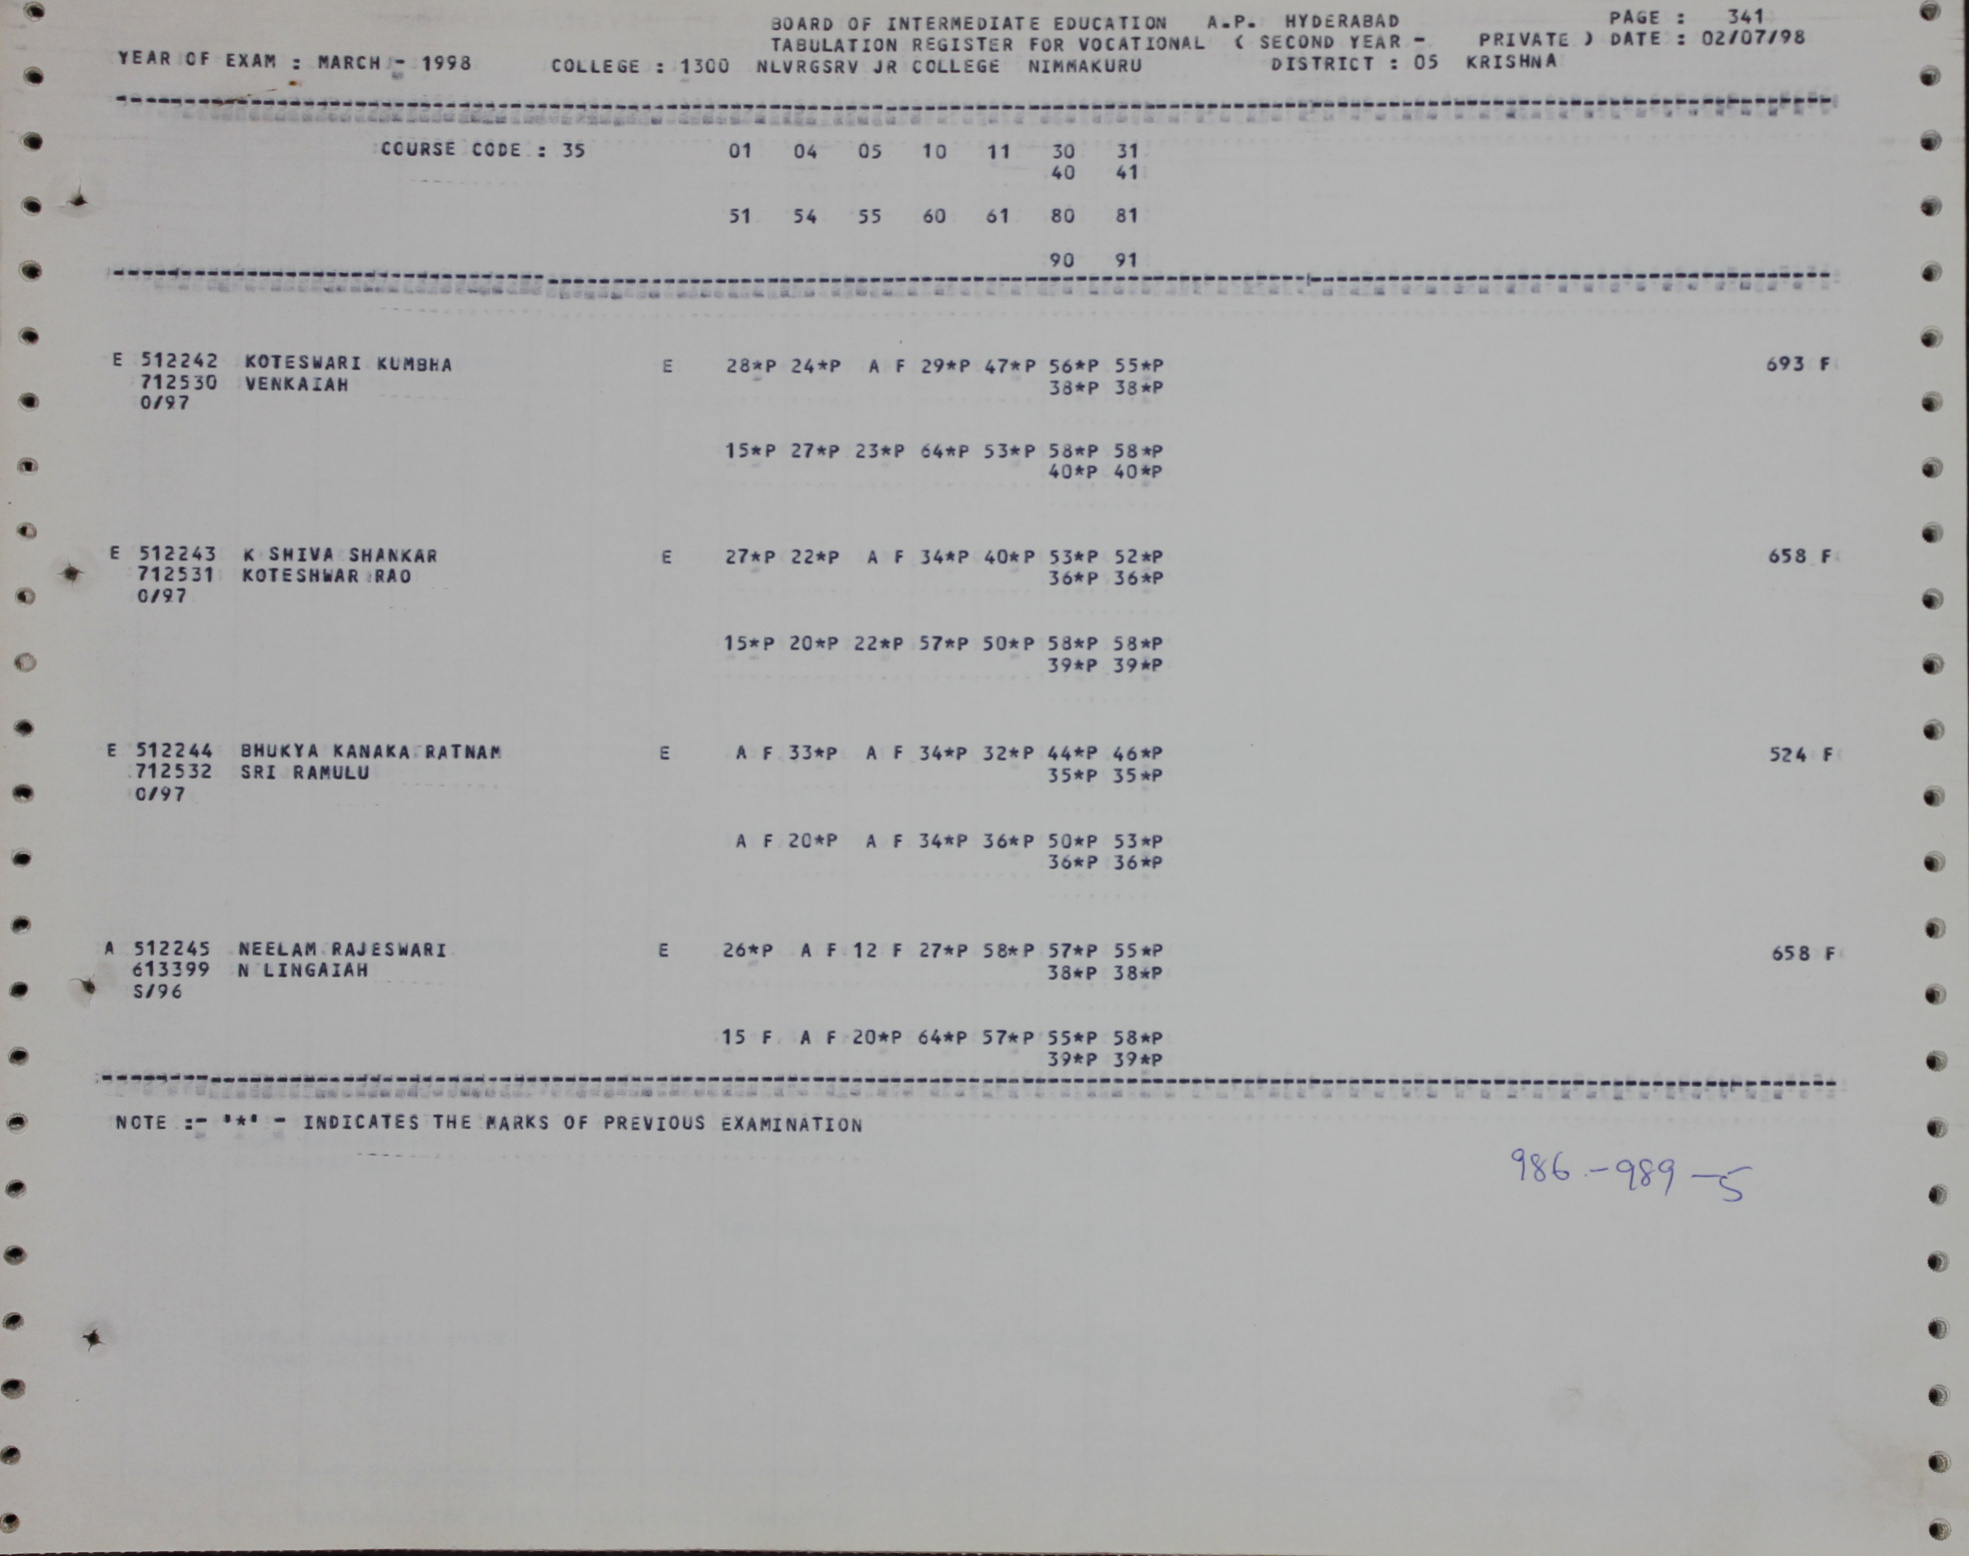 BOARD OF INTERMEDIATE EDUCATION A.P. HYDERABAD PAGE : 341
TABULATION REGISTER FOR VOCATIONAL ( SECOND YEAR - PRIVATE ) DATE : 02/07/98
YEAR OF EXAM : MARCH - 1998 COLLEGE : 1300 NLVRGSRV JR COLLEGE NIMMAKURU DISTRICT : 05 KRISHNA
COURSE CODE : 35 01 04 05 10 11 30 31
40 41
51 54 55 60 61 80 81
90 91
E 512242 KOTESWARI KUMBHA E 28*P 24*P A F 29*P 47*P 56*P 55*P 693 F
712530 VENKAIAH 38*P 38*P
O/97
15*P 27*P 23*P 64*P 53*P 58*P 58*P
40*P 40*P
E 512243 K SHIVA SHANKAR E 27*P 22*P A F 34*P 40*P 53*P 52*P 658 F
712531 KOTESHWAR RAO 36*P 36*P
O/97
15*P 20*P 22*P 57*P 50*P 58*P 58*P
39*P 39*P
E 512244 BHUKYA KANAKA RATNAM E A F 33*P A F 34*P 32*P 44*P 46*P 524 F
712532 SRI RAMULU 35*P 35*P
O/97
A F 20*P A F 34*P 36*P 50*P 53*P
36*P 36*P
A 512245 NEELAM RAJESWARI E 26*P A F 12 F 27*P 58*P 57*P 55*P 658 F
613399 N LINGAIAH 38*P 38*P
S/96
15 F A F 20*P 64*P 57*P 55*P 58*P
39*P 39*P
NOTE :- '*' - INDICATES THE MARKS OF PREVIOUS EXAMINATION
986 - 989 - 5